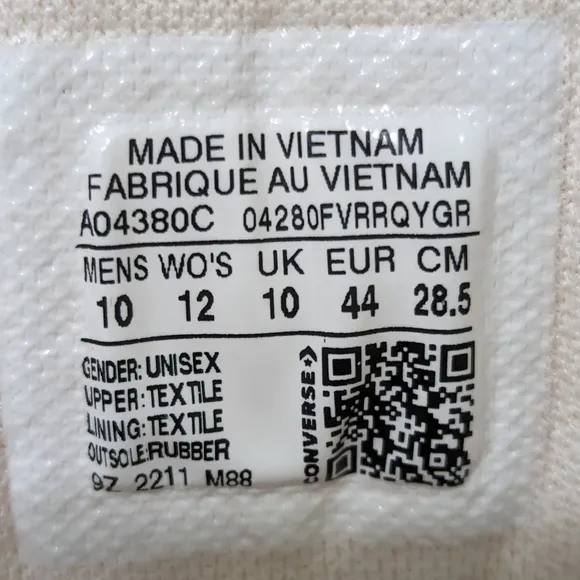 MADE IN VIETNAM
FABRIQUE AU VIETNAM
A04380C 04280FVRRQYGR
MENS WO'S UK EUR CM
10 12 10 44 28.5
GENDER: UNISEX
UPPER: TEXTILE
LINING: TEXTILE
OUTSOLE: RUBBER
9Z 2211 M88
CONVERSE